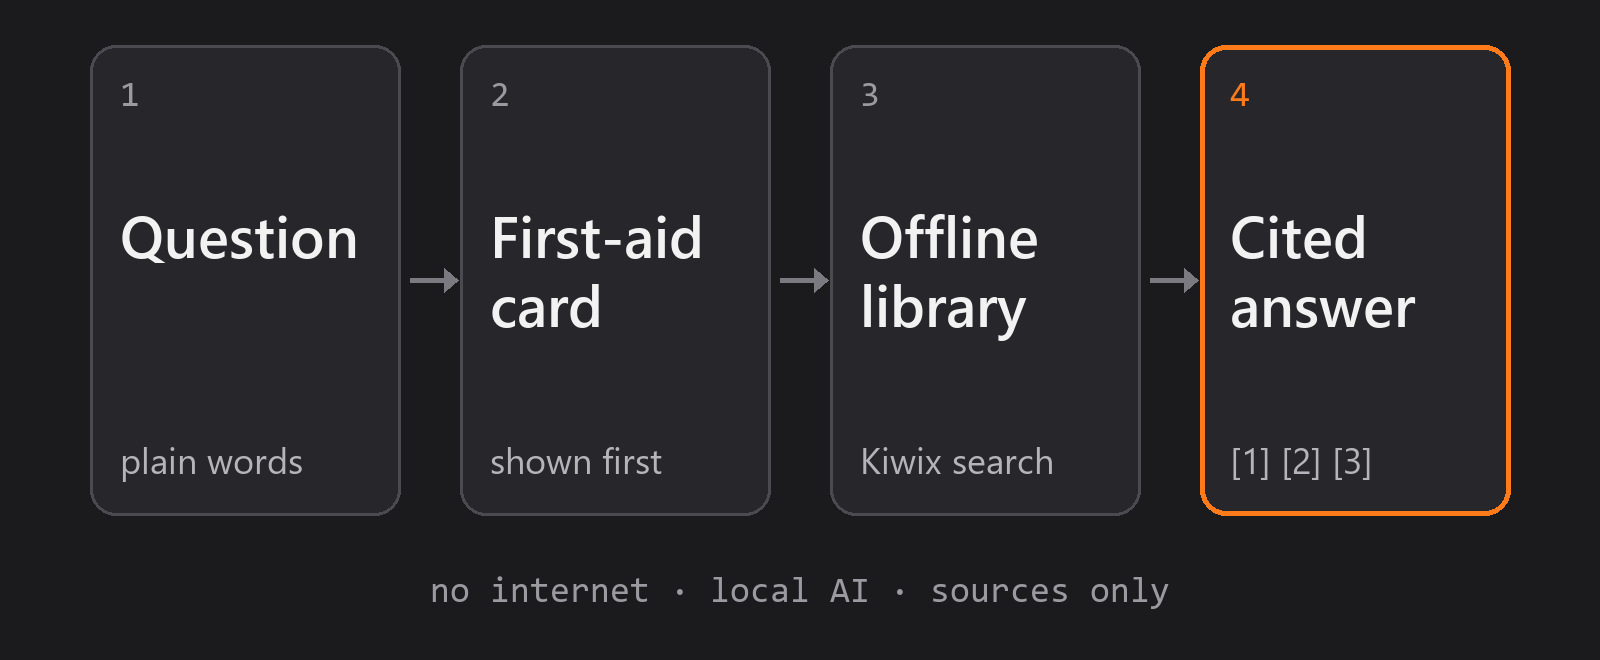 1
Question
plain words
2
First-aid
card
shown first
3
Offline
library
Kiwix search
4
Cited
answer
[1] [2] [3]
no internet · local AI · sources only